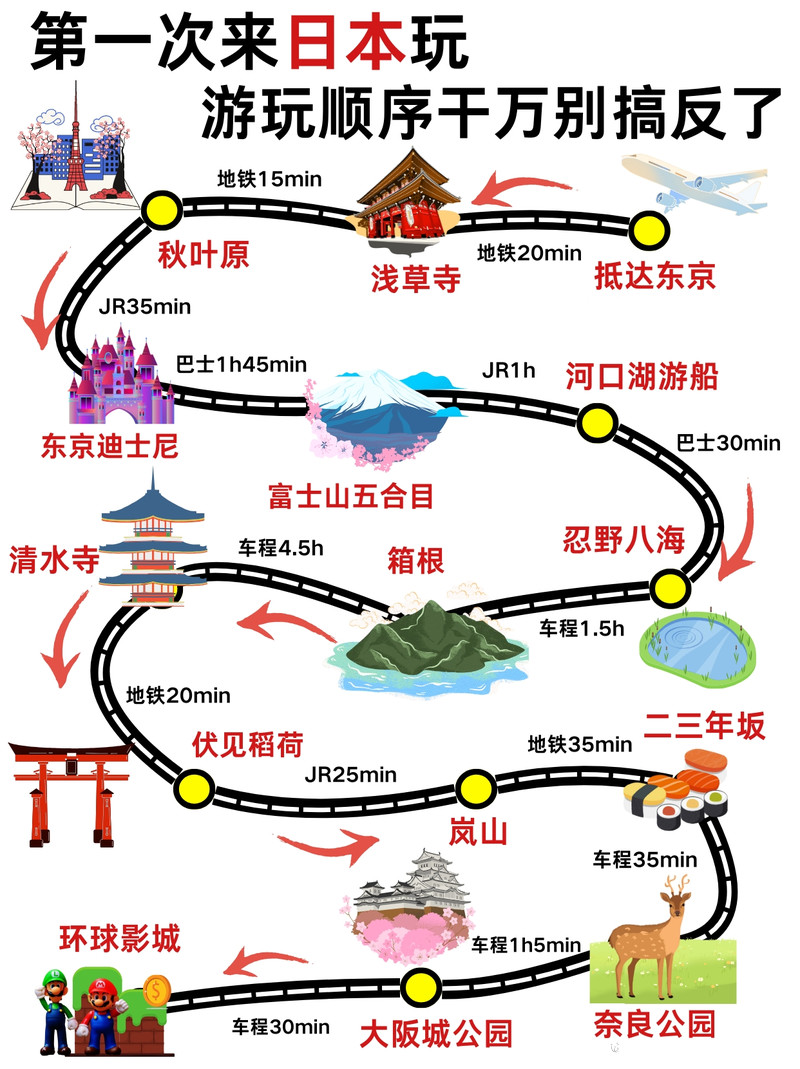 第一次来日本玩
游玩顺序千万别搞反了
地铁15min
地铁20min
秋叶原
浅草寺
抵达东京
JR35min
巴士1h45min
JR1h
河口湖游船
巴士30min
东京迪士尼
富士山五合目
清水寺
车程4.5h
箱根
忍野八海
车程1.5h
地铁20min
伏见稻荷
JR25min
地铁35min
二三年坂
岚山
车程35min
环球影城
车程1h5min
车程30min
大阪城公园
奈良公园